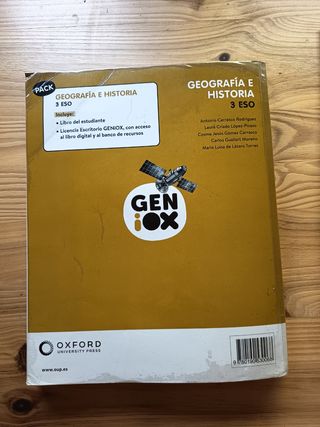 PACK
GEOGRAFÍA E HISTORIA
3 ESO
Incluye:
• Libro del estudiante
• Licencia Escritorio GENiOX, con acceso
al libro digital y al banco de recursos
GEOGRAFÍA E
HISTORIA
3 ESO
Antonio Carrasco Rodríguez
Laura Criado López-Picazo
Cosme Jesús Gómez Carrasco
Carlos Guallart Moreno
María Luisa de Lázaro Torres
GEN
iOX
OXFORD
UNIVERSITY PRESS
www.oup.es